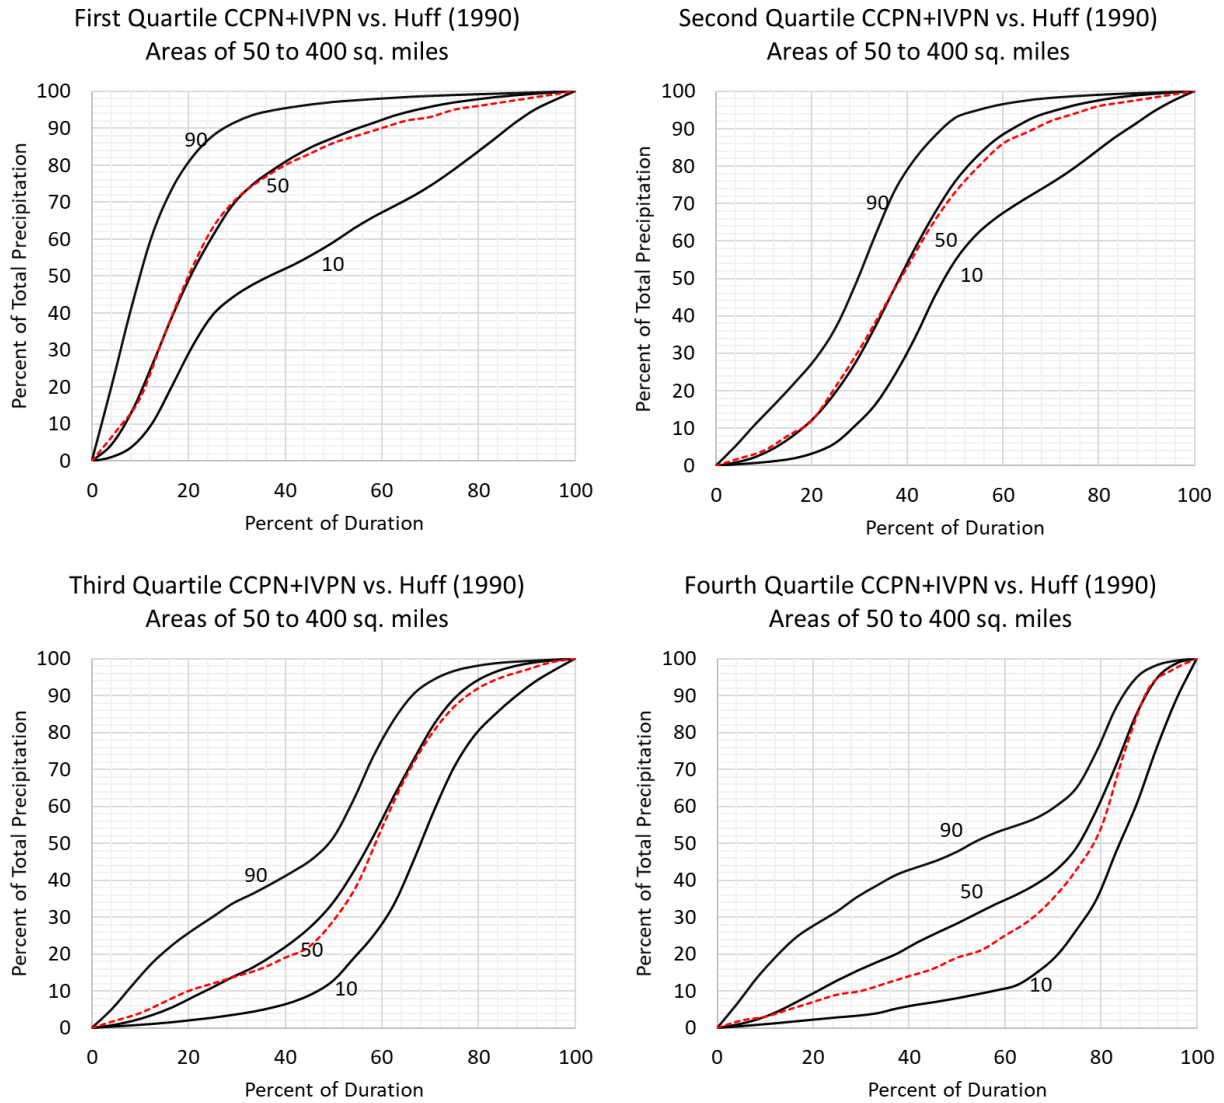 First Quartile CCPN+IVPN vs. Huff (1990)
Areas of 50 to 400 sq. miles
100
90
80
70
60
50
40
30
20
10
0
Percent of Total Precipitation
90
50
10
0 20 40 60 80 100
Percent of Duration
Second Quartile CCPN+IVPN vs. Huff (1990)
Areas of 50 to 400 sq. miles
100
90
80
70
60
50
40
30
20
10
0
Percent of Total Precipitation
90
50
10
0 20 40 60 80 100
Percent of Duration
Third Quartile CCPN+IVPN vs. Huff (1990)
Areas of 50 to 400 sq. miles
100
90
80
70
60
50
40
30
20
10
0
Percent of Total Precipitation
90
50
10
0 20 40 60 80 100
Percent of Duration
Fourth Quartile CCPN+IVPN vs. Huff (1990)
Areas of 50 to 400 sq. miles
100
90
80
70
60
50
40
30
20
10
0
Percent of Total Precipitation
90
50
10
0 20 40 60 80 100
Percent of Duration